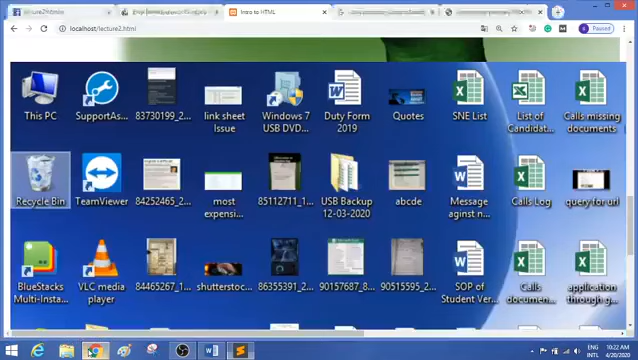 Intro to HTML
localhost/lecture2.html
Paused
This PC
SupportAs...
83730199_2...
link sheet
Issue
Windows 7
USB DVD...
Duty Form
2019
Quotes
SNE List
List of
Candidat...
Calls missing
documents
Recycle Bin
TeamViewer
84252465_2...
most
expensi...
85112711_1...
USB Backup
12-03-2020
abcde
Message
aginst n...
Calls Log
query for url
BlueStacks
Multi-Insta...
VLC media
player
84465267_1...
shutterstoc...
86355391_2...
90157687_8...
90515595_2...
SOP of
Student Ver...
Calls
documen...
application
through g...
ENG
INTL
10:22 AM
4/20/2020